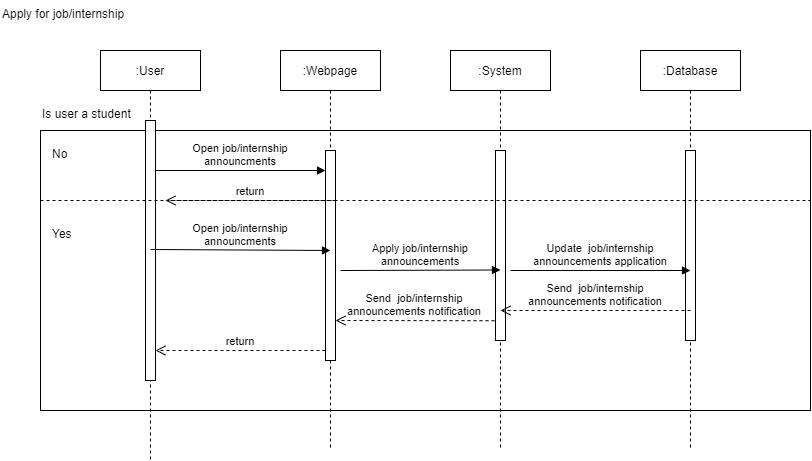 Apply for job/internship
:User
:Webpage
:System
:Database
Is user a student
No
Open job/internship
announcments
return
Yes
Open job/internship
announcments
Apply job/internship
announcements
Update job/internship
announcements application
Send job/internship
announcements notification
Send job/internship
announcements notification
return